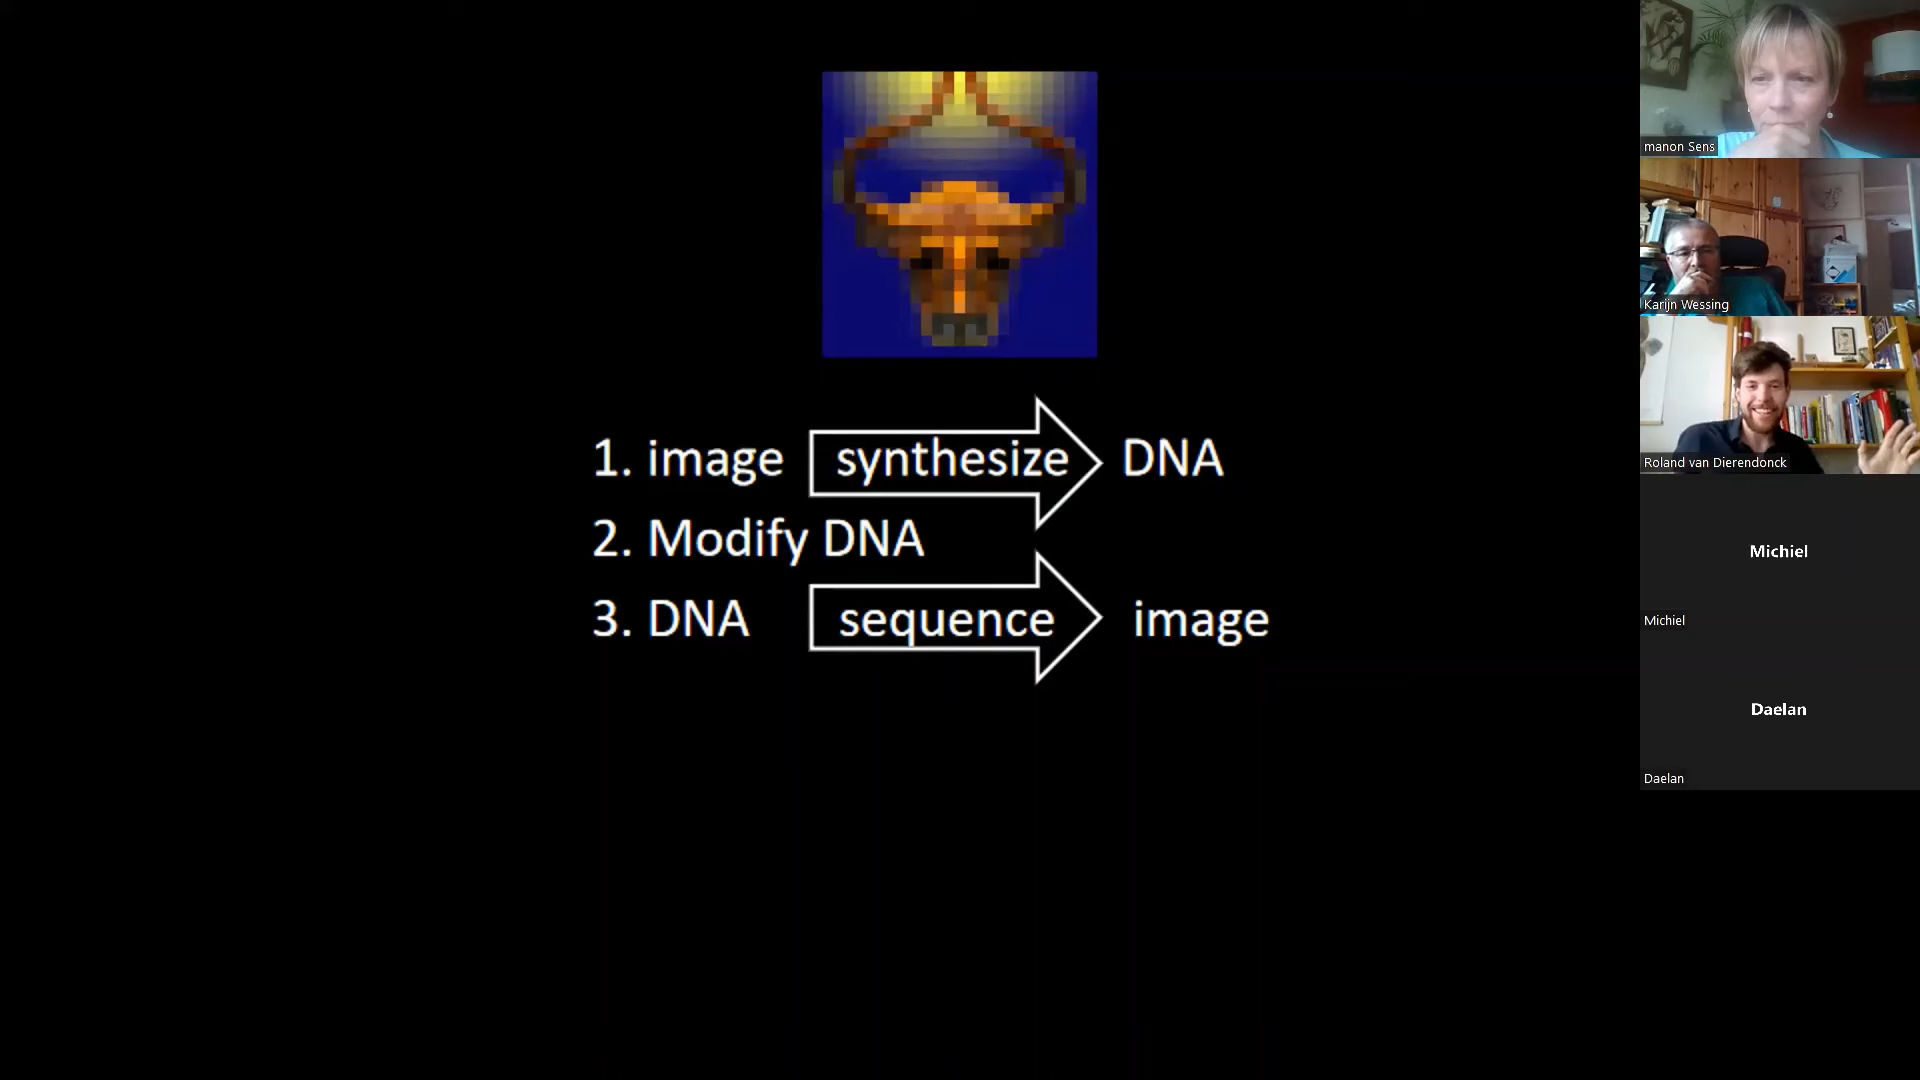 1. image synthesize DNA
2. Modify DNA
3. DNA sequence image
manon Sens
Karijn Wessing
Roland van Dierendonck
Michiel
Michiel
Daelan
Daelan